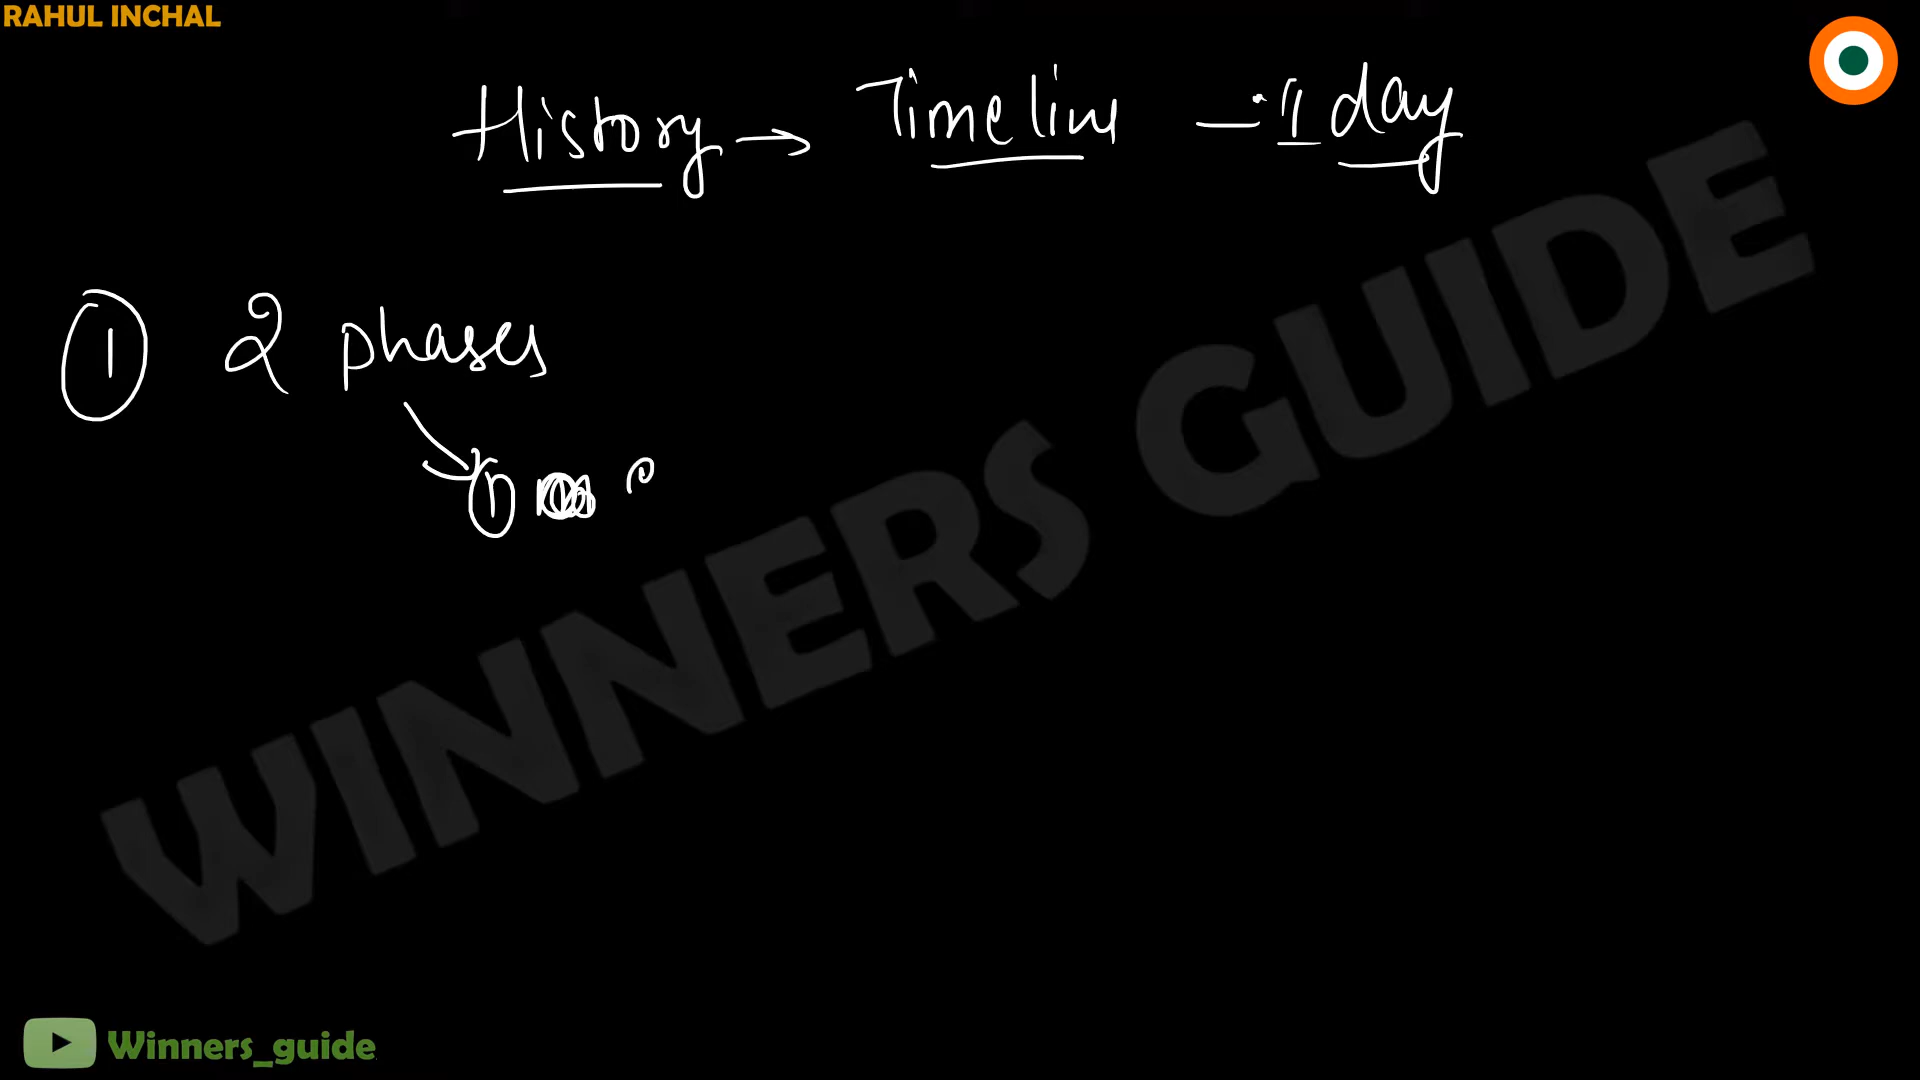 RAHUL INCHAL
History → Timeline - 1 day
① 2 phases
①
WINNERS GUIDE
Winners_guide